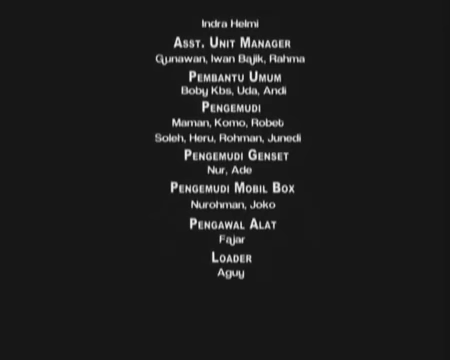 Indra Helmi
Asst. Unit Manager
Gunawan, Iwan Bajik, Rahma
Pembantu Umum
Boby Kbs, Uda, Andi
Pengemudi
Maman, Komo, Robet
Soleh, Heru, Rohman, Junedi
Pengemudi Genset
Nur, Ade
Pengemudi Mobil Box
Nurohman, Joko
Pengawal Alat
Fajar
Loader
Aguy